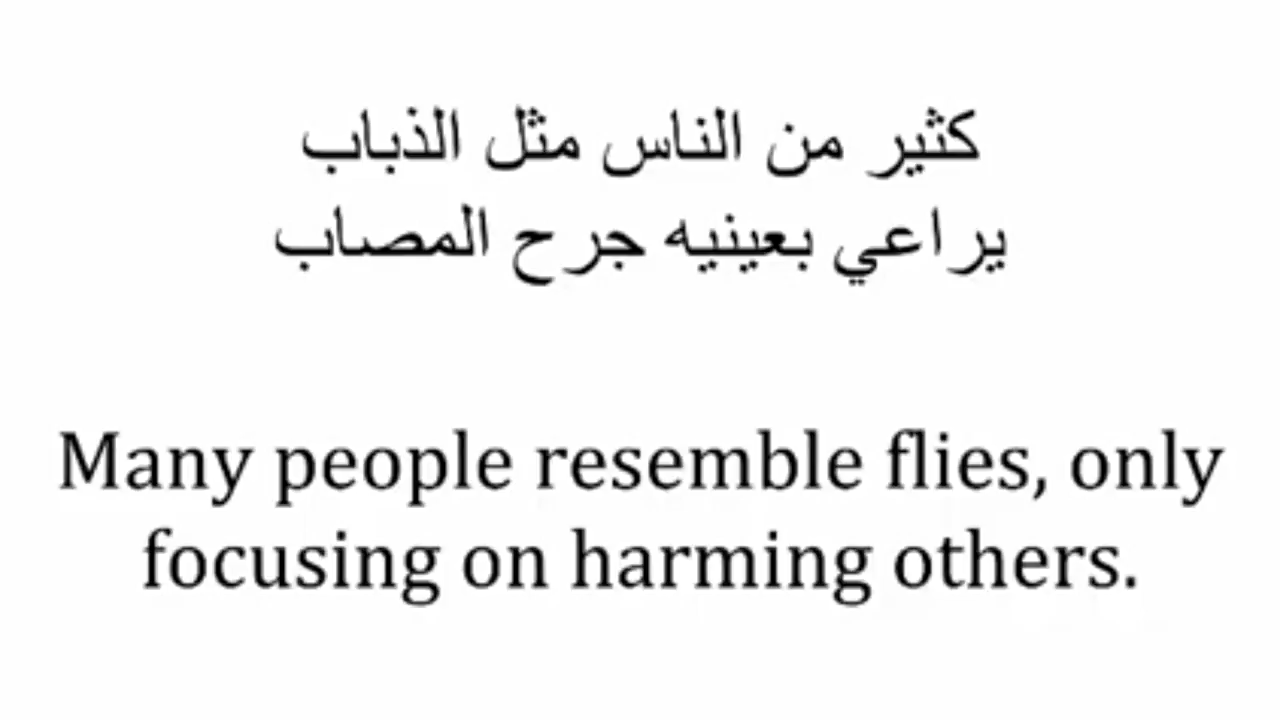 كثير من الناس مثل الذباب
يراعي بعينيه جرح المصاب
Many people resemble flies, only
focusing on harming others.